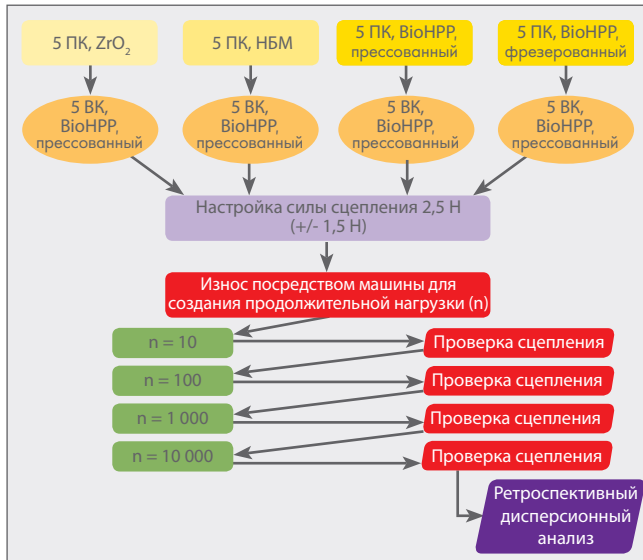 5 ПК, ZrO₂
5 ПК, НБМ
5 ПК, BioHPP,
прессованный
5 ПК, BioHPP,
фрезерованный
5 ВК,
BioHPP,
прессованный
5 ВК,
BioHPP,
прессованный
5 ВК,
BioHPP,
прессованный
5 ВК,
BioHPP,
прессованный
Настройка силы сцепления 2,5 Н
(+/- 1,5 Н)
Износ посредством машины для
создания продолжительной нагрузки (n)
n = 10
Проверка сцепления
n = 100
Проверка сцепления
n = 1 000
Проверка сцепления
n = 10 000
Проверка сцепления
Ретроспективный
дисперсионный
анализ